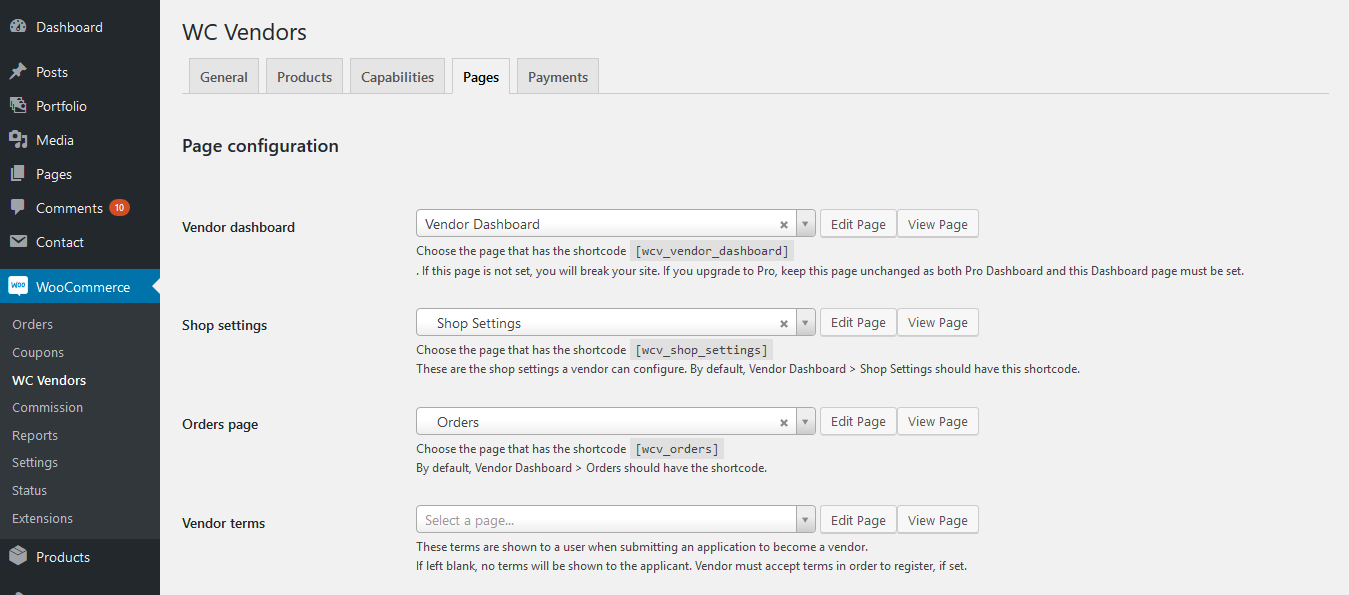 Dashboard
Posts
Portfolio
Media
Pages
Comments 10
Contact
woo WooCommerce
Orders
Coupons
WC Vendors
Commission
Reports
Settings
Status
Extensions
Products
WC Vendors
General Products Capabilities Pages Payments
Page configuration
Vendor dashboard Vendor Dashboard × Edit Page View Page
Choose the page that has the shortcode [wcv_vendor_dashboard]
. If this page is not set, you will break your site. If you upgrade to Pro, keep this page unchanged as both Pro Dashboard and this Dashboard page must be set.
Shop settings Shop Settings × Edit Page View Page
Choose the page that has the shortcode [wcv_shop_settings]
These are the shop settings a vendor can configure. By default, Vendor Dashboard > Shop Settings should have this shortcode.
Orders page Orders × Edit Page View Page
Choose the page that has the shortcode [wcv_orders]
By default, Vendor Dashboard > Orders should have the shortcode.
Vendor terms Select a page... Edit Page View Page
These terms are shown to a user when submitting an application to become a vendor.
If left blank, no terms will be shown to the applicant. Vendor must accept terms in order to register, if set.